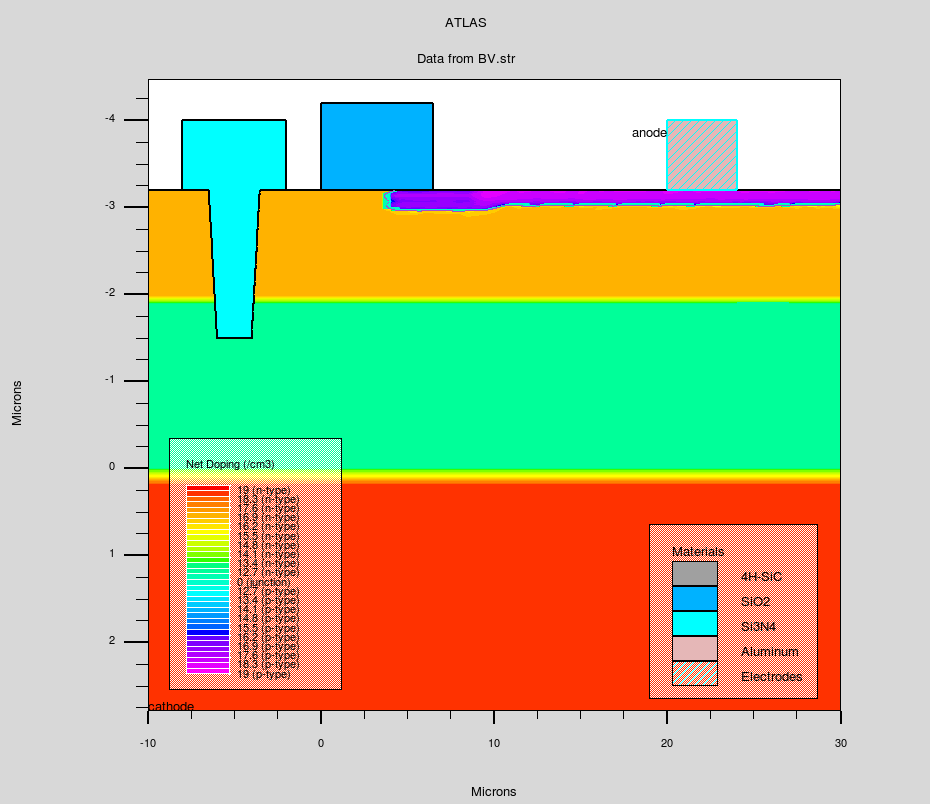 ATLAS
Data from BV.str
-4
-3
-2
-1
0
1
2
Microns
anode
cathode
Net Doping (/cm3)
19 (n-type)
18.3 (n-type)
17.6 (n-type)
16.9 (n-type)
16.2 (n-type)
15.5 (n-type)
14.8 (n-type)
14.1 (n-type)
13.4 (n-type)
12.7 (n-type)
0 (junction)
12.7 (p-type)
13.4 (p-type)
14.1 (p-type)
14.8 (p-type)
15.5 (p-type)
16.2 (p-type)
16.9 (p-type)
17.6 (p-type)
18.3 (p-type)
19 (p-type)
Materials
4H-SiC
SiO2
Si3N4
Aluminum
Electrodes
-10
0
10
20
30
Microns